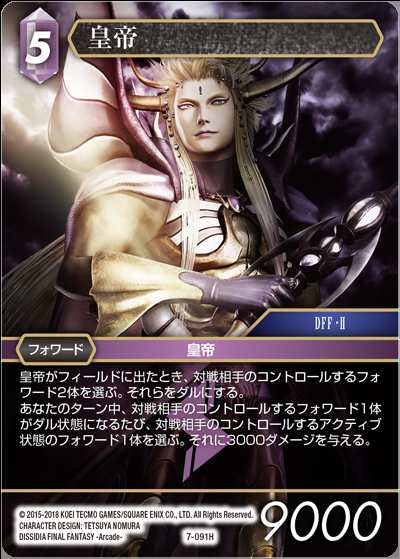 5
皇帝
DFF・II
フォワード
皇帝
皇帝がフィールドに出たとき、対戦相手のコントロールするフォ
ワード2体を選ぶ。それらをダルにする。
あなたのターン中、対戦相手のコントロールするフォワード1体
がダル状態になるたび、対戦相手のコントロールするアクティブ
状態のフォワード1体を選ぶ。それに3000ダメージを与える。
© 2015-2018 KOEI TECMO GAMES/SQUARE ENIX CO., LTD. All Rights Reserved.
CHARACTER DESIGN: TETSUYA NOMURA
DISSIDIA FINAL FANTASY -Arcade-
7-091H
9000